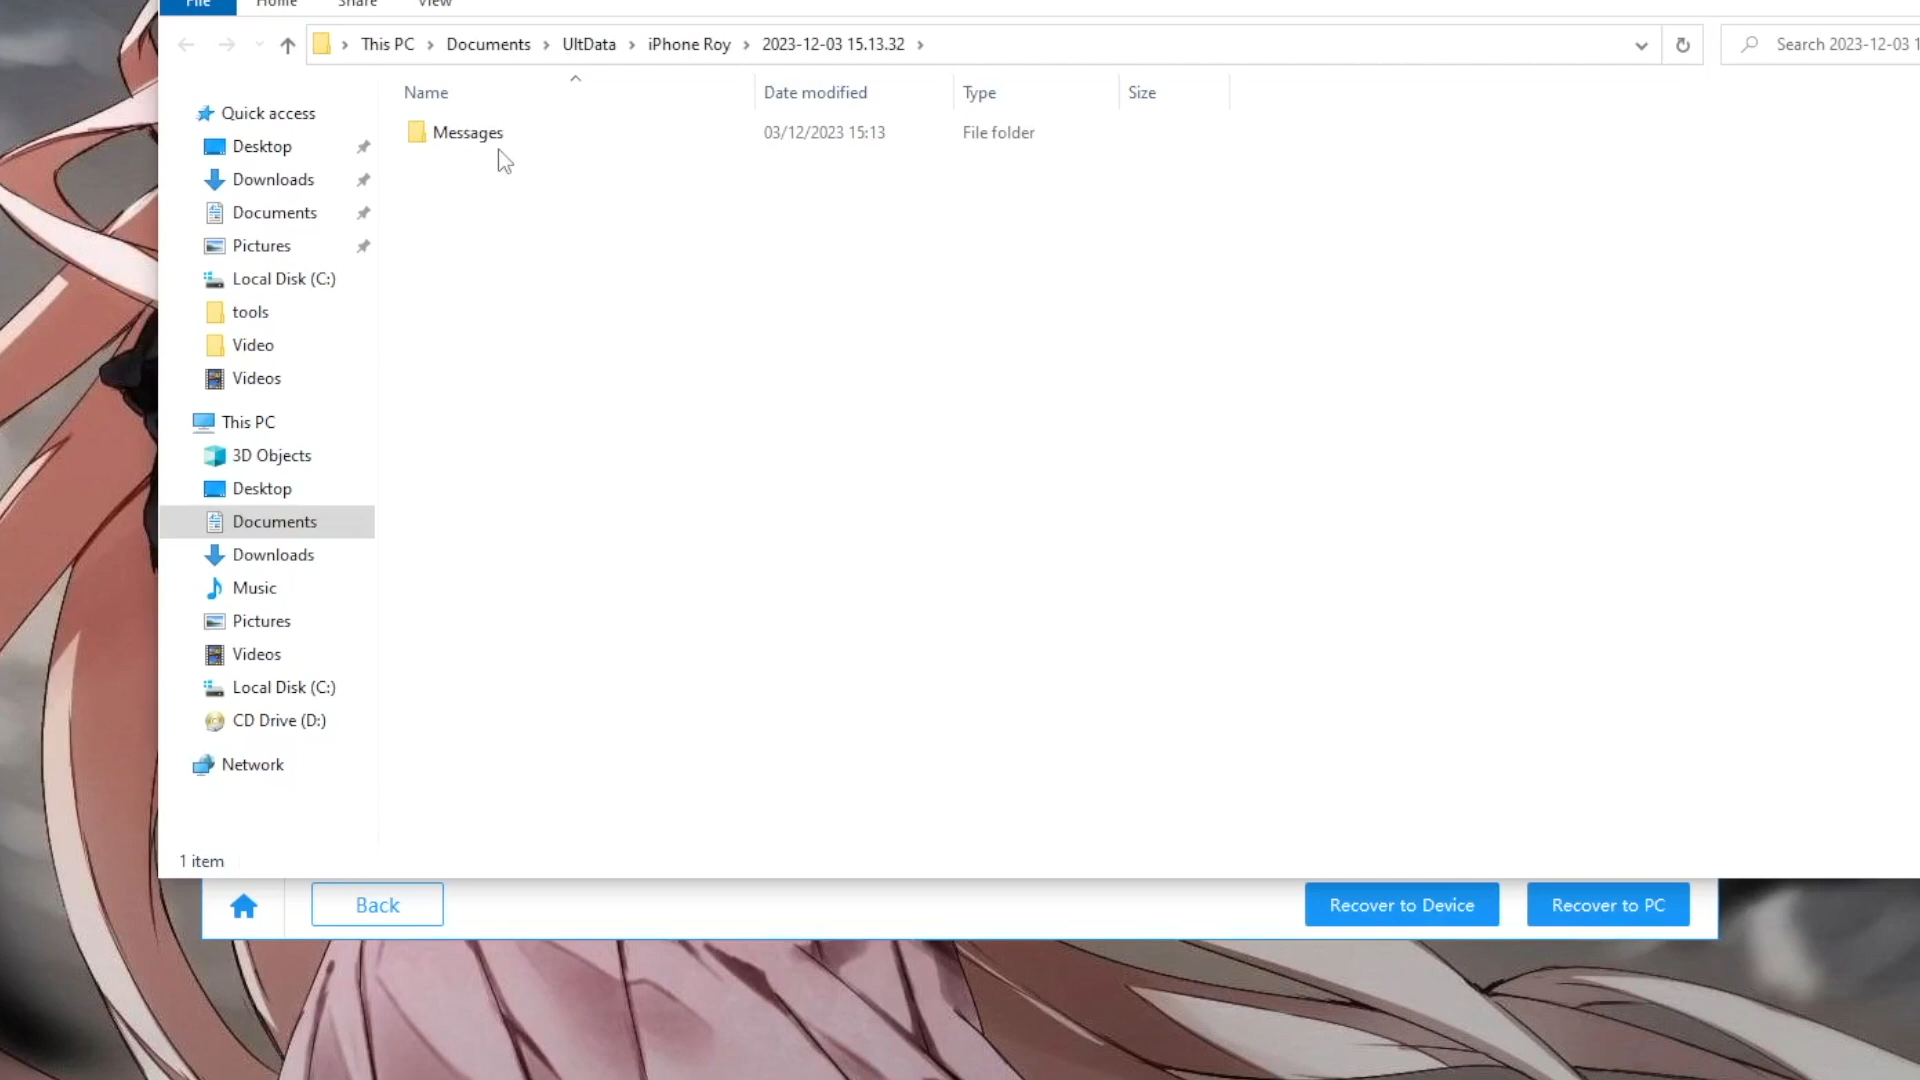 File Home Share View
This PC Documents UltData iPhone Roy 2023-12-03 15.13.32 Search 2023-12-03 1
Name Date modified Type Size
Messages 03/12/2023 15:13 File folder
Quick access
Desktop
Downloads
Documents
Pictures
Local Disk (C:)
tools
Video
Videos
This PC
3D Objects
Desktop
Documents
Downloads
Music
Pictures
Videos
Local Disk (C:)
CD Drive (D:)
Network
1 item
Back Recover to Device Recover to PC